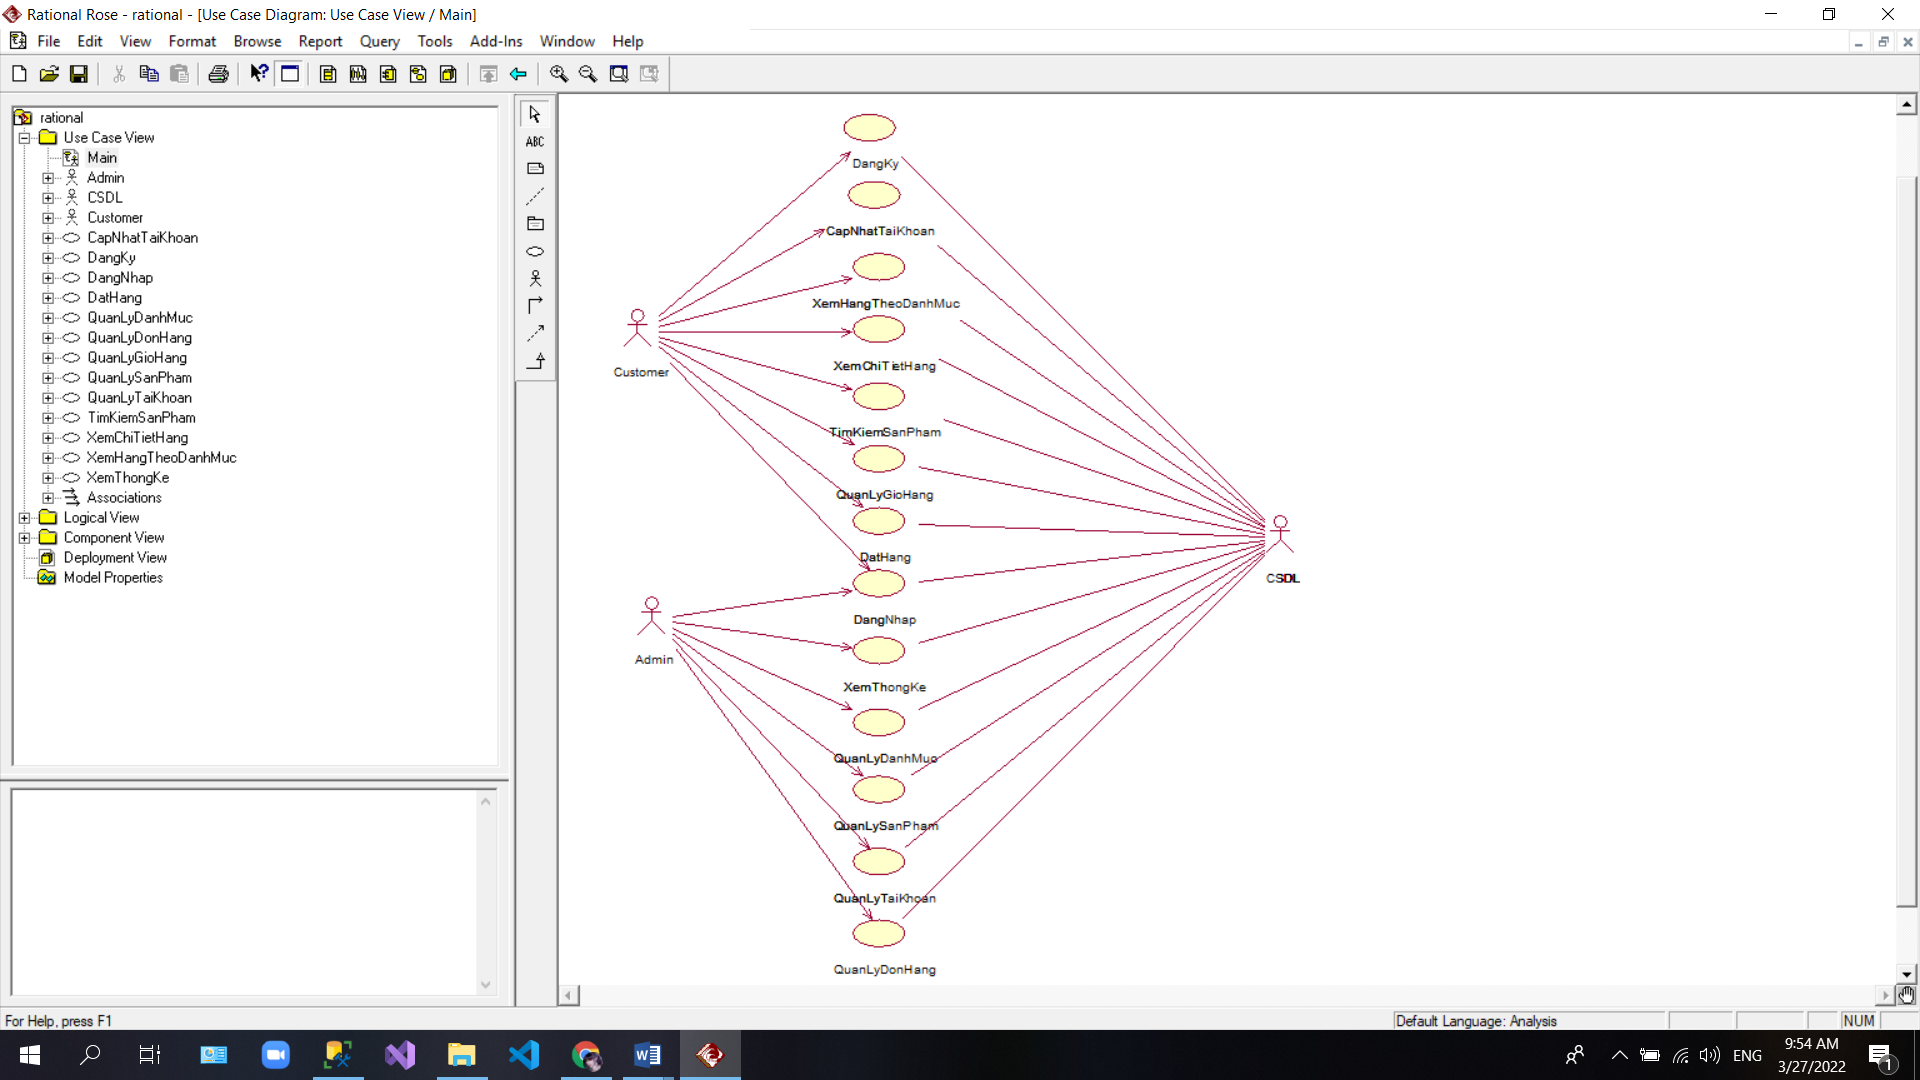 Rational Rose - rational - [Use Case Diagram: Use Case View / Main]
File Edit View Format Browse Report Query Tools Add-Ins Window Help
rational
Use Case View
Main
Admin
CSDL
Customer
CapNhatTaiKhoan
DangKy
DangNhap
DatHang
QuanLyDanhMuc
QuanLyDonHang
QuanLyGioHang
QuanLySanPham
QuanLyTaiKhoan
TimKiemSanPham
XemChiTietHang
XemHangTheoDanhMuc
XemThongKe
Associations
Logical View
Component View
Deployment View
Model Properties
ABC
DangKy
CapNhatTaiKhoan
XemHangTheoDanhMuc
XemChiTietHang
Customer
TimKiemSanPham
QuanLyGioHang
DatHang
CSDL
DangNhap
Admin
XemThongKe
QuanLyDanhMuc
QuanLySanPham
QuanLyTaiKhoan
QuanLyDonHang
For Help, press F1
Default Language: Analysis
NUM
ENG
9:54 AM
3/27/2022
1